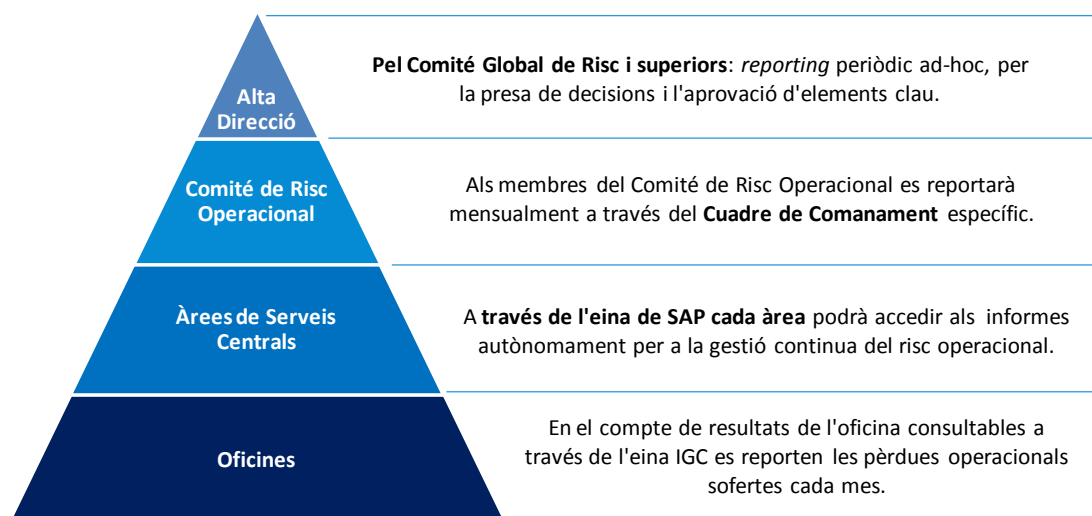 Alta
Direcció
Pel Comité Global de Risc i superiors: reporting periòdic ad-hoc, per
la presa de decisions i l'aprovació d'elements clau.
Comité de Risc
Operacional
Als membres del Comité de Risc Operacional es reportarà
mensualment a través del Cuadre de Comanament específic.
Àrees de Serveis
Centrals
A través de l'eina de SAP cada àrea podrà accedir als informes
autònomament per a la gestió continua del risc operacional.
Oficines
En el compte de resultats de l'oficina consultables a
través de l'eina IGC es reporten les pèrdues operacionals
sofertes cada mes.